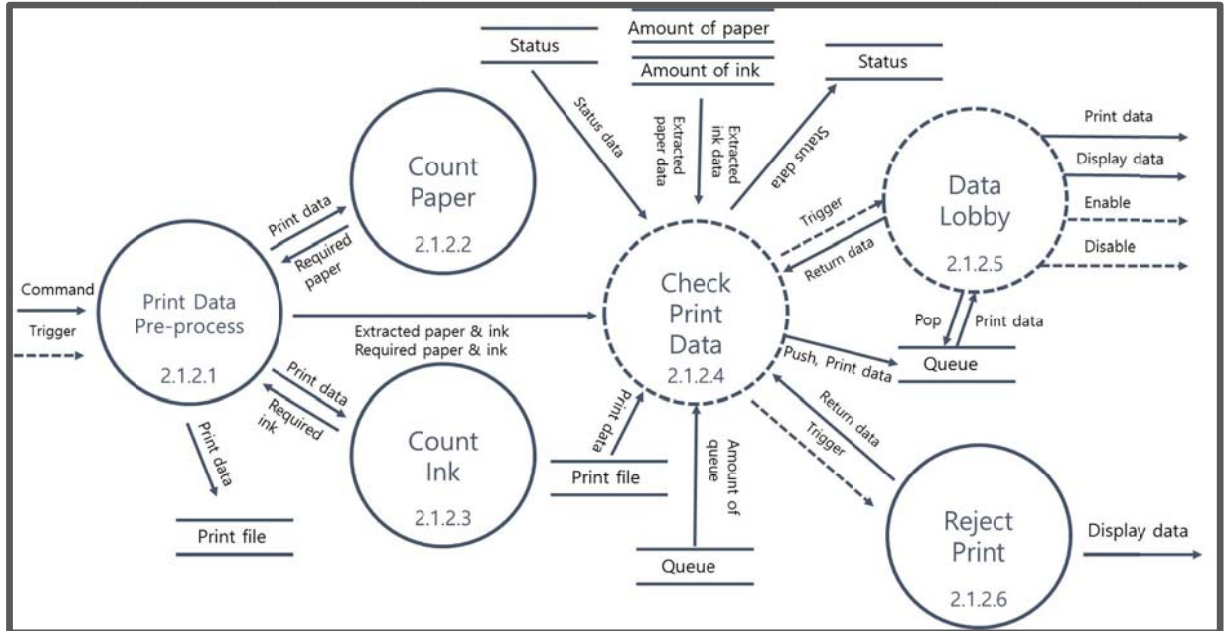 Status
Amount of paper
Amount of ink
Status
Status data
Extracted
paper data
Extracted
ink data
Status data
Count
Paper
2.1.2.2
Print data
Required
paper
Data
Lobby
2.1.2.5
Print data
Display data
Enable
Disable
Trigger
Return data
Command
Trigger
Print Data
Pre-process
2.1.2.1
Extracted paper & ink
Required paper & ink
Check
Print
Data
2.1.2.4
Pop
Print data
Queue
Push, Print data
Print data
Required
ink
Count
Ink
2.1.2.3
Print data
Print file
Print data
Print file
Amount of
queue
Queue
Return data
Trigger
Reject
Print
2.1.2.6
Display data